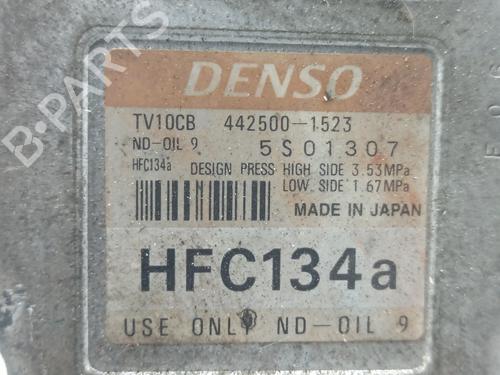 DENSO
TV10CB 442500-1523
ND-OIL 9 5S01307
HFC134a DESIGN PRESS HIGH SIDE 3.53MPa
LOW SIDE 1.67MPa
MADE IN JAPAN
HFC134a
USE ONLY ND-OIL 9
B-PARTS